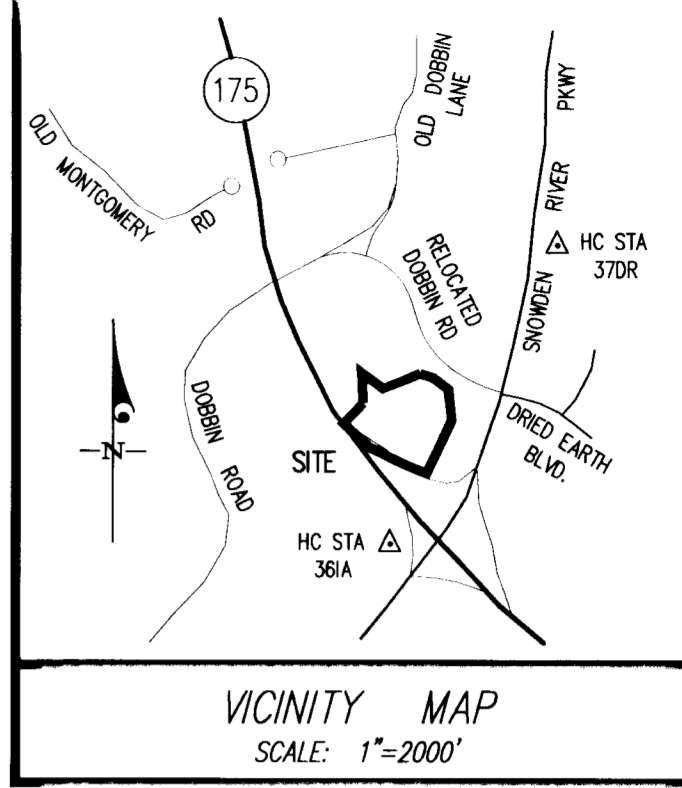 175
OLD DOBBIN
LANE
OLD MONTGOMERY RD
SNOWDEN RIVER PKWY
HC STA
37DR
RELOCATED
DOBBIN RD
DOBBIN ROAD
N
SITE
DRIED EARTH
BLVD.
HC STA
361A
VICINITY MAP
SCALE: 1"=2000'